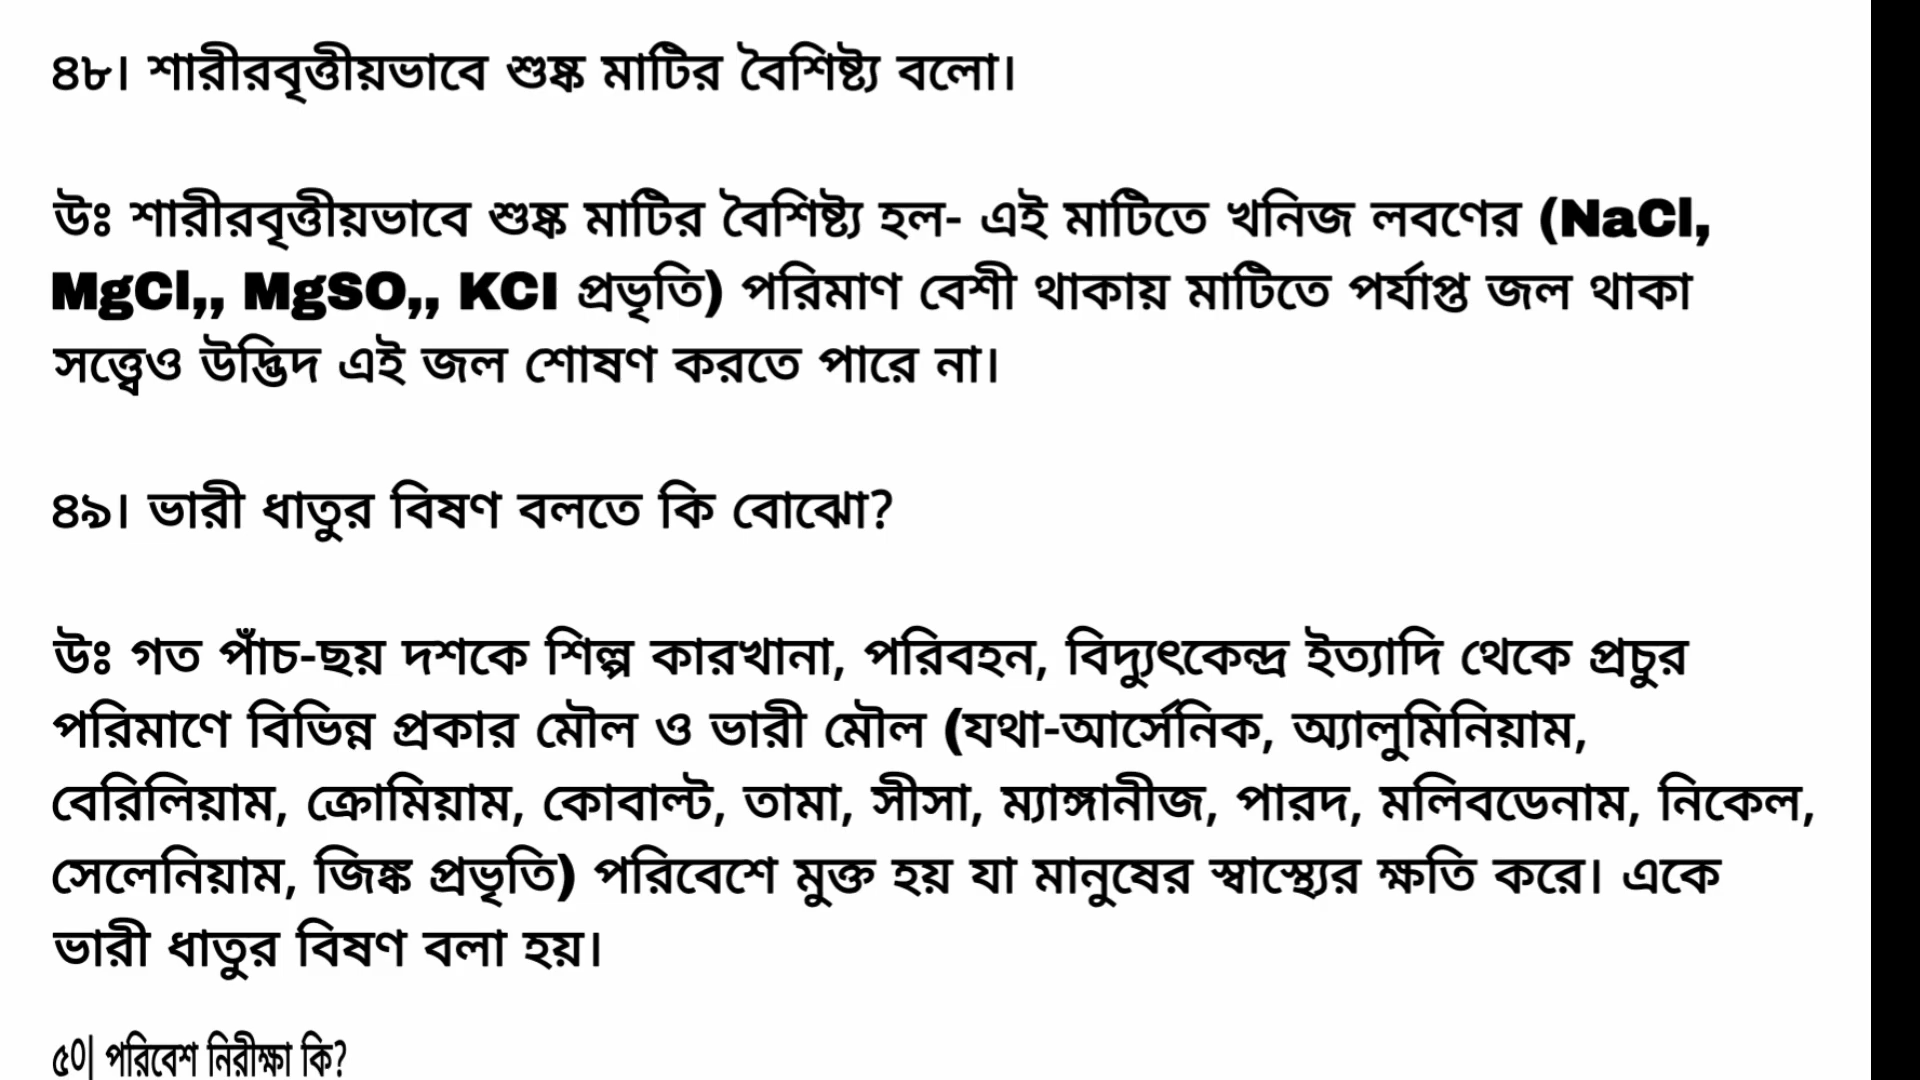 ৪৮। শারীরবৃত্তীয়ভাবে শুষ্ক মাটির বৈশিষ্ট্য বলো।
উঃ শারীরবৃত্তীয়ভাবে শুষ্ক মাটির বৈশিষ্ট্য হল- এই মাটিতে খনিজ লবণের (NaCl,
MgCl,, MgSO,, KCl প্রভৃতি) পরিমাণ বেশী থাকায় মাটিতে পর্যাপ্ত জল থাকা
সত্ত্বেও উদ্ভিদ এই জল শোষণ করতে পারে না।
৪৯। ভারী ধাতুর বিষণ বলতে কি বোঝো?
উঃ গত পাঁচ-ছয় দশকে শিল্প কারখানা, পরিবহন, বিদ্যুৎকেন্দ্র ইত্যাদি থেকে প্রচুর
পরিমাণে বিভিন্ন প্রকার মৌল ও ভারী মৌল (যথা-আর্সেনিক, অ্যালুমিনিয়াম,
বেরিলিয়াম, ক্রোমিয়াম, কোবাল্ট, তামা, সীসা, ম্যাঙ্গানীজ, পারদ, মলিবডেনাম, নিকেল,
সেলেনিয়াম, জিঙ্ক প্রভৃতি) পরিবেশে মুক্ত হয় যা মানুষের স্বাস্থ্যের ক্ষতি করে। একে
ভারী ধাতুর বিষণ বলা হয়।
৫০| পরিবেশ নিরীক্ষা কি?